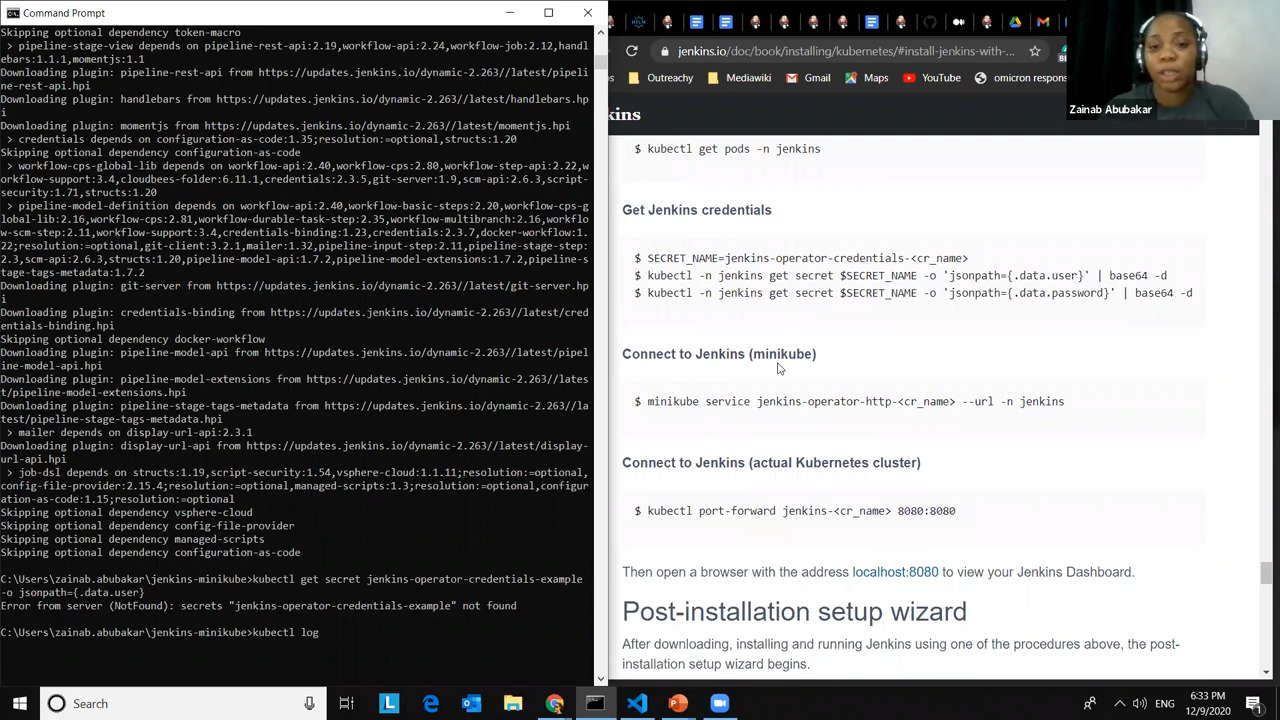 Command Prompt
Skipping optional dependency token-macro
> pipeline-stage-view depends on pipeline-rest-api:2.19,workflow-api:2.24,workflow-job:2.12,handl
ebars:1.1.1,momentjs:1.1
Downloading plugin: pipeline-rest-api from https://updates.jenkins.io/dynamic-2.263//latest/pipeli
ne-rest-api.hpi
Downloading plugin: handlebars from https://updates.jenkins.io/dynamic-2.263//latest/handlebars.hp
i
Downloading plugin: momentjs from https://updates.jenkins.io/dynamic-2.263//latest/momentjs.hpi
> credentials depends on configuration-as-code:1.35;resolution:=optional,structs:1.20
Skipping optional dependency configuration-as-code
> workflow-cps-global-lib depends on workflow-api:2.40,workflow-cps:2.80,workflow-step-api:2.22,w
orkflow-support:3.4,cloudbees-folder:6.11.1,credentials:2.3.5,git-server:1.9,scm-api:2.6.3,script-
security:1.71,structs:1.20
> pipeline-model-definition depends on workflow-api:2.40,workflow-basic-steps:2.20,workflow-cps-g
lobal-lib:2.16,workflow-cps:2.81,workflow-durable-task-step:2.35,workflow-multibranch:2.16,workflo
w-scm-step:2.11,workflow-support:3.4,credentials-binding:1.23,credentials:2.3.7,docker-workflow:1.
22;resolution:=optional,git-client:3.2.1,mailer:1.32,pipeline-input-step:2.11,pipeline-stage-step:
2.3,scm-api:2.6.3,structs:1.20,pipeline-model-api:1.7.2,pipeline-model-extensions:1.7.2,pipeline-s
tage-tags-metadata:1.7.2
Downloading plugin: git-server from https://updates.jenkins.io/dynamic-2.263//latest/git-server.hp
i
Downloading plugin: credentials-binding from https://updates.jenkins.io/dynamic-2.263//latest/cred
entials-binding.hpi
Skipping optional dependency docker-workflow
Downloading plugin: pipeline-model-api from https://updates.jenkins.io/dynamic-2.263//latest/pipel
ine-model-api.hpi
Downloading plugin: pipeline-model-extensions from https://updates.jenkins.io/dynamic-2.263//lates
t/pipeline-model-extensions.hpi
Downloading plugin: pipeline-stage-tags-metadata from https://updates.jenkins.io/dynamic-2.263//la
test/pipeline-stage-tags-metadata.hpi
> mailer depends on display-url-api:2.3.1
Downloading plugin: display-url-api from https://updates.jenkins.io/dynamic-2.263//latest/display-
url-api.hpi
> job-dsl depends on structs:1.19,script-security:1.54,vsphere-cloud:1.1.11;resolution:=optional,
config-file-provider:2.15.4;resolution:=optional,managed-scripts:1.3;resolution:=optional,configur
ation-as-code:1.15;resolution:=optional
Skipping optional dependency vsphere-cloud
Skipping optional dependency config-file-provider
Skipping optional dependency managed-scripts
Skipping optional dependency configuration-as-code
C:\Users\zainab.abubakar\jenkins-minikube>kubectl get secret jenkins-operator-credentials-example
-o jsonpath={.data.user}
Error from server (NotFound): secrets "jenkins-operator-credentials-example" not found
C:\Users\zainab.abubakar\jenkins-minikube>kubectl log
jenkins.io/doc/book/installing/kubernetes/#install-jenkins-with-...
Outreachy
Mediawiki
Gmail
Maps
YouTube
omicron respons
Zainab Abubakar
kins
$ kubectl get pods -n jenkins
Get Jenkins credentials
$ SECRET_NAME=jenkins-operator-credentials-<cr_name>
$ kubectl -n jenkins get secret $SECRET_NAME -o 'jsonpath={.data.user}' | base64 -d
$ kubectl -n jenkins get secret $SECRET_NAME -o 'jsonpath={.data.password}' | base64 -d
Connect to Jenkins (minikube)
$ minikube service jenkins-operator-http-<cr_name> --url -n jenkins
Connect to Jenkins (actual Kubernetes cluster)
$ kubectl port-forward jenkins-<cr_name> 8080:8080
Then open a browser with the address localhost:8080 to view your Jenkins Dashboard.
Post-installation setup wizard
After downloading, installing and running Jenkins using one of the procedures above, the post-
installation setup wizard begins.
Search
ENG
6:33 PM
12/9/2020